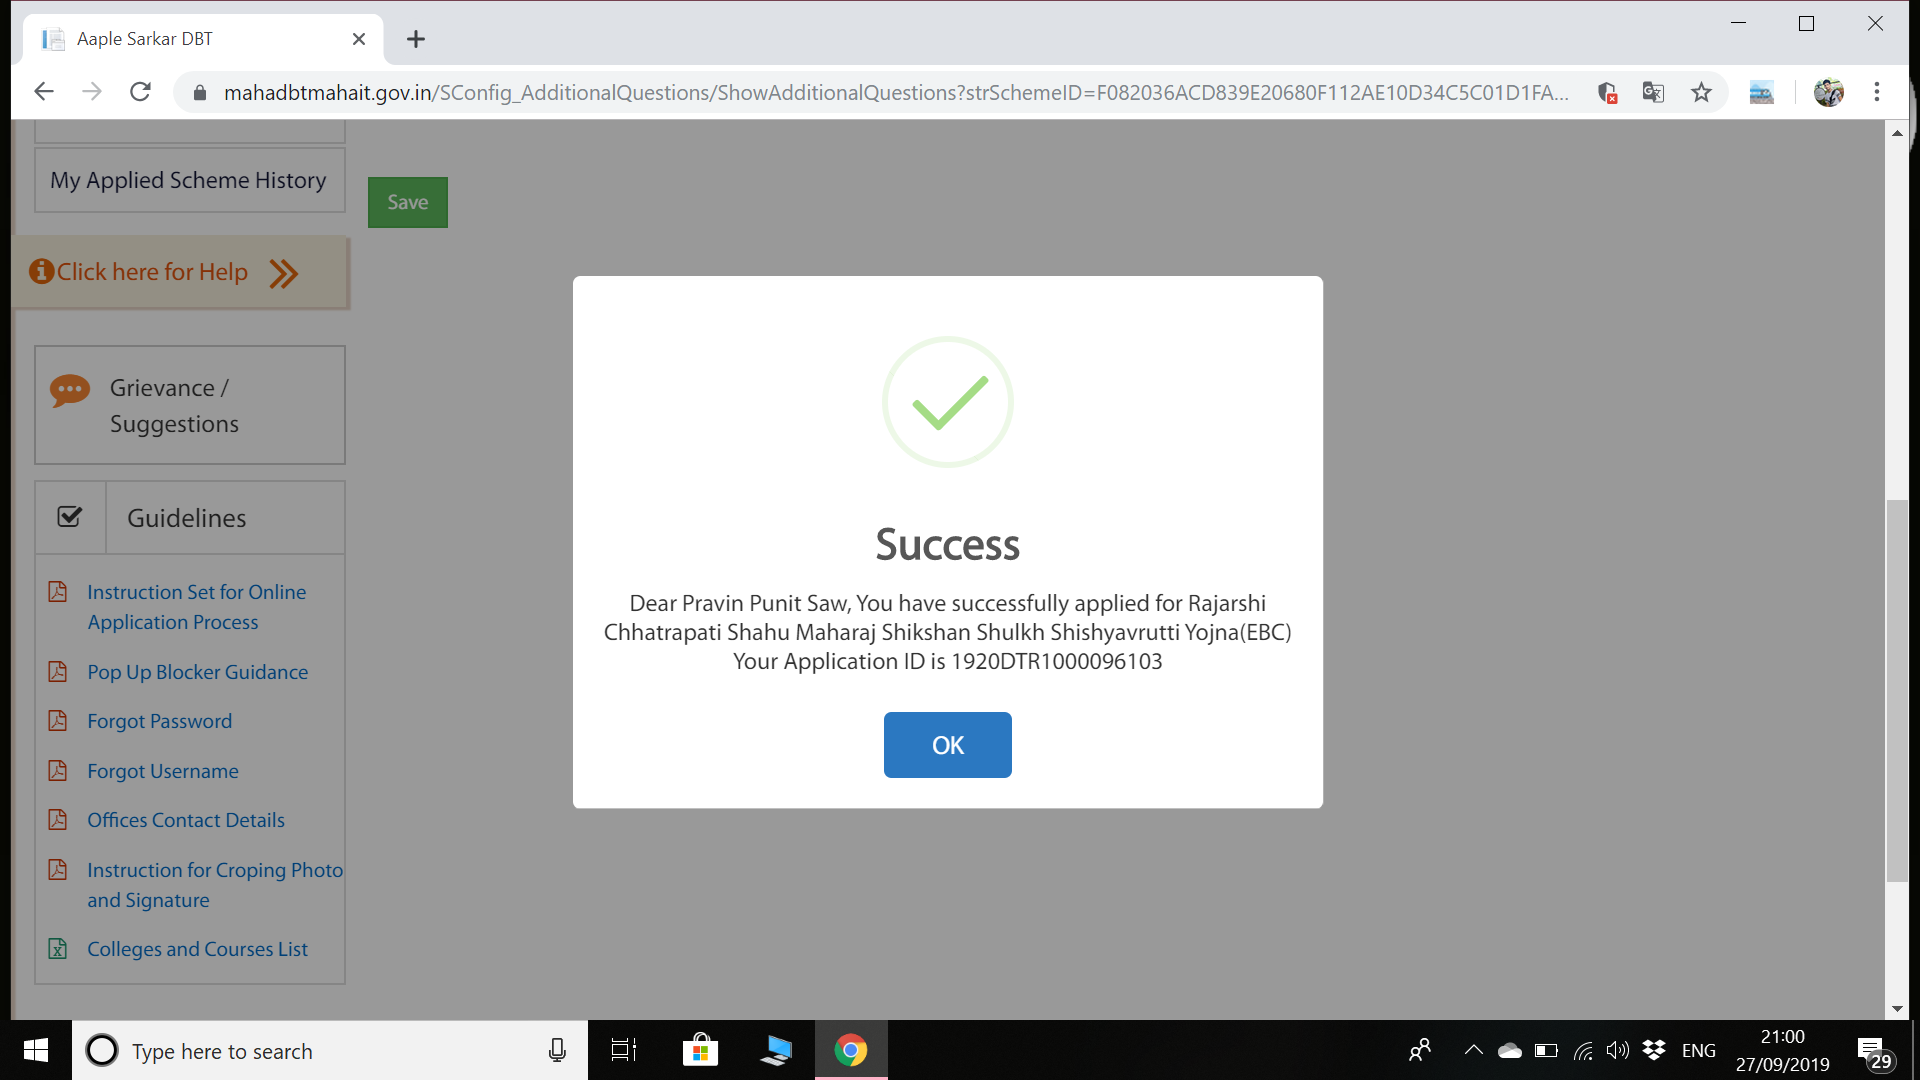 Aaple Sarkar DBT
mahadbtmahait.gov.in/SConfig_AdditionalQuestions/ShowAdditionalQuestions?strSchemeID=F082036ACD839E20680F112AE10D34C5C01D1FA...
My Applied Scheme History
Save
Click here for Help
Grievance /
Suggestions
Guidelines
Instruction Set for Online
Application Process
Pop Up Blocker Guidance
Forgot Password
Forgot Username
Offices Contact Details
Instruction for Croping Photo
and Signature
Colleges and Courses List
Success
Dear Pravin Punit Saw, You have successfully applied for Rajarshi
Chhatrapati Shahu Maharaj Shikshan Shulkh Shishyavrutti Yojna(EBC)
Your Application ID is 1920DTR1000096103
OK
Type here to search
ENG
21:00
27/09/2019
29